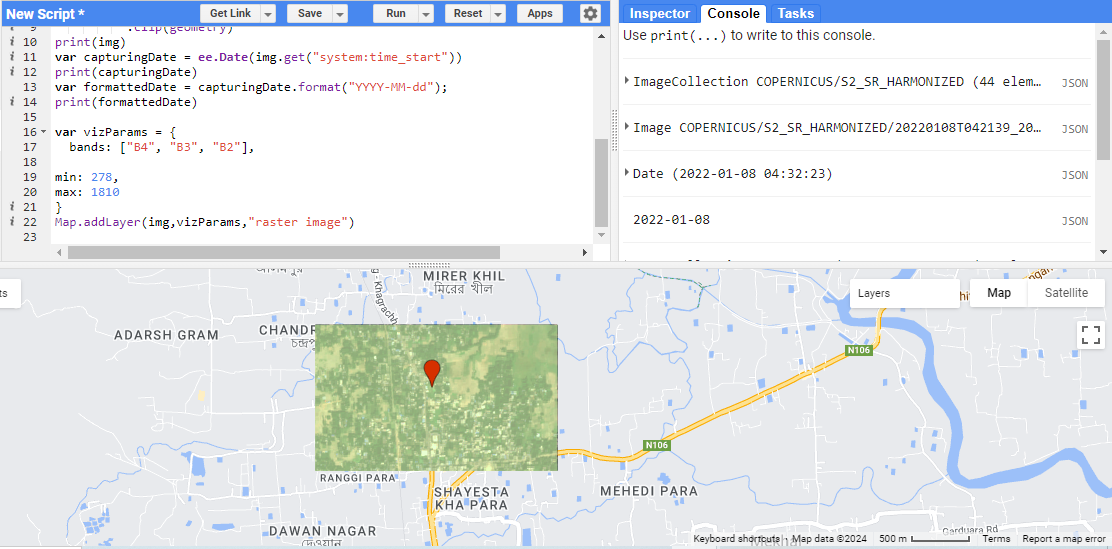 New Script *
Get Link
Save
Run
Reset
Apps
Inspector
Console
Tasks
9 .clip(geometry)
i 10 print(img)
i 11 var capturingDate = ee.Date(img.get("system:time_start"))
i 12 print(capturingDate)
13 var formattedDate = capturingDate.format("YYYY-MM-dd");
i 14 print(formattedDate)
15
16 var vizParams = {
17 bands: ["B4", "B3", "B2"],
18
19 min: 278,
20 max: 1810
i 21 }
i 22 Map.addLayer(img,vizParams,"raster image")
23
Use print(...) to write to this console.
ImageCollection COPERNICUS/S2_SR_HARMONIZED (44 elem… JSON
Image COPERNICUS/S2_SR_HARMONIZED/20220108T042139_20… JSON
Date (2022-01-08 04:32:23) JSON
2022-01-08 JSON
ts
MIRER KHIL
মিরের খীল
- Khagrachh
Layers
Map
Satellite
ADARSH GRAM
CHANDR
চন্দ্রপু
N106
N106
RANGGI PARA
SHAYESTA
KHA PARA
MEHEDI PARA
DAWAN NAGAR
দেওয়ান
Garduara Rd
Mekhal
Keyboard shortcuts
Map data ©2024
500 m
Terms
Report a map error